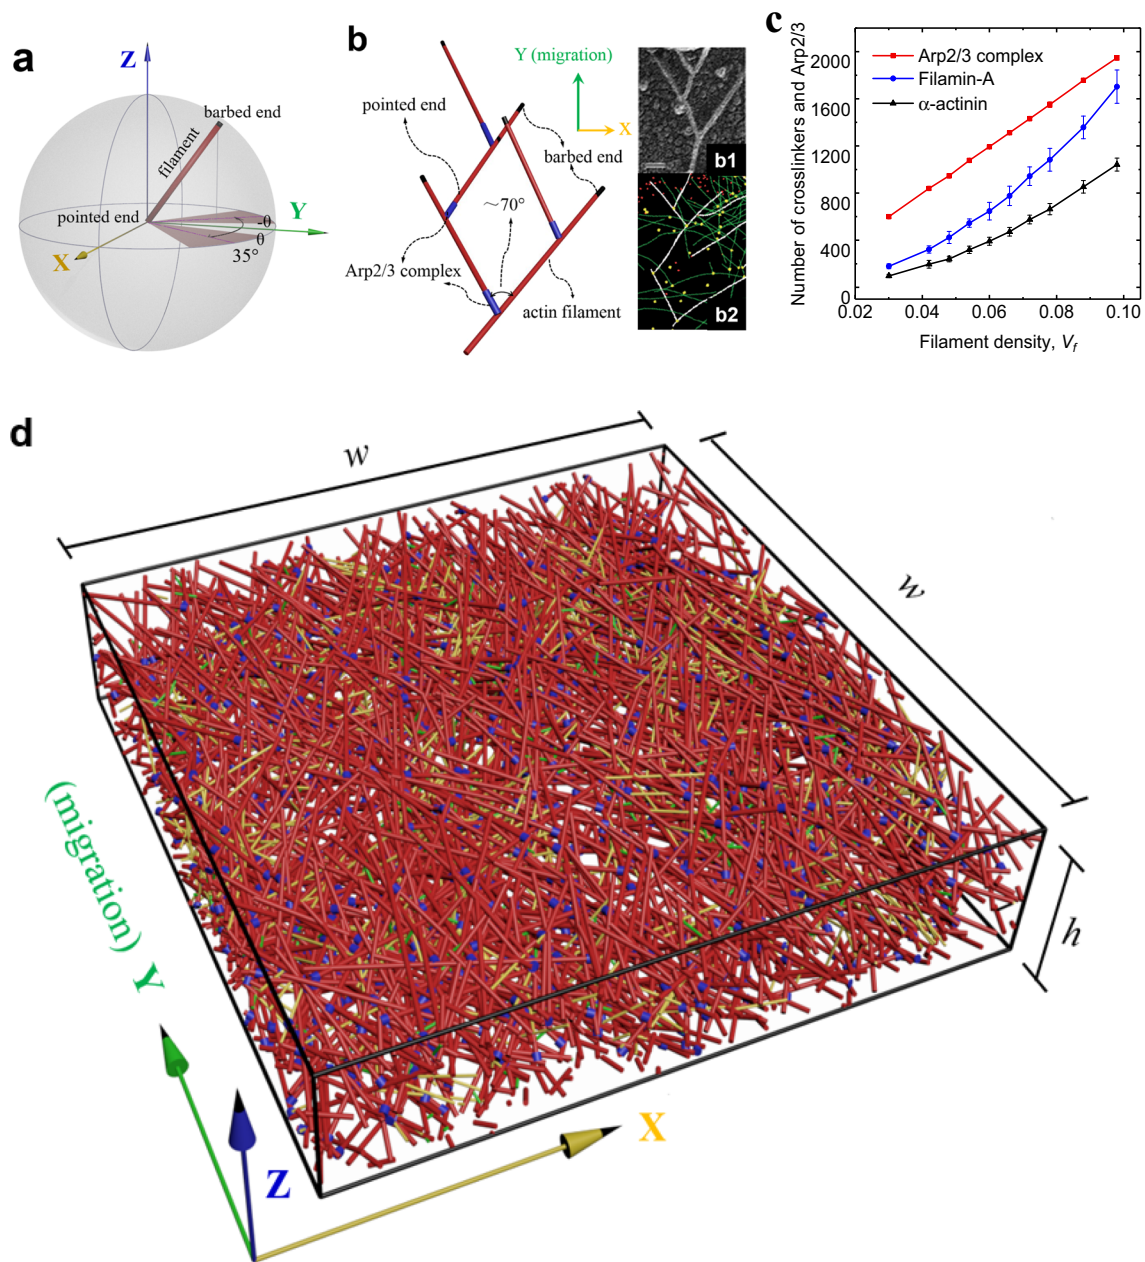 a
Z
barbed end
filament
pointed end
Y
-θ
θ
35°
X
b
Y (migration)
X
pointed end
barbed end
~70°
Arp2/3 complex
actin filament
b1
b2
c
Number of crosslinkers and Arp2/3
2000
1600
1200
800
400
0
Arp2/3 complex
Filamin-A
α-actinin
0.02 0.04 0.06 0.08 0.10
Filament density, Vf
d
w
w
h
(migration) Y
Z
X